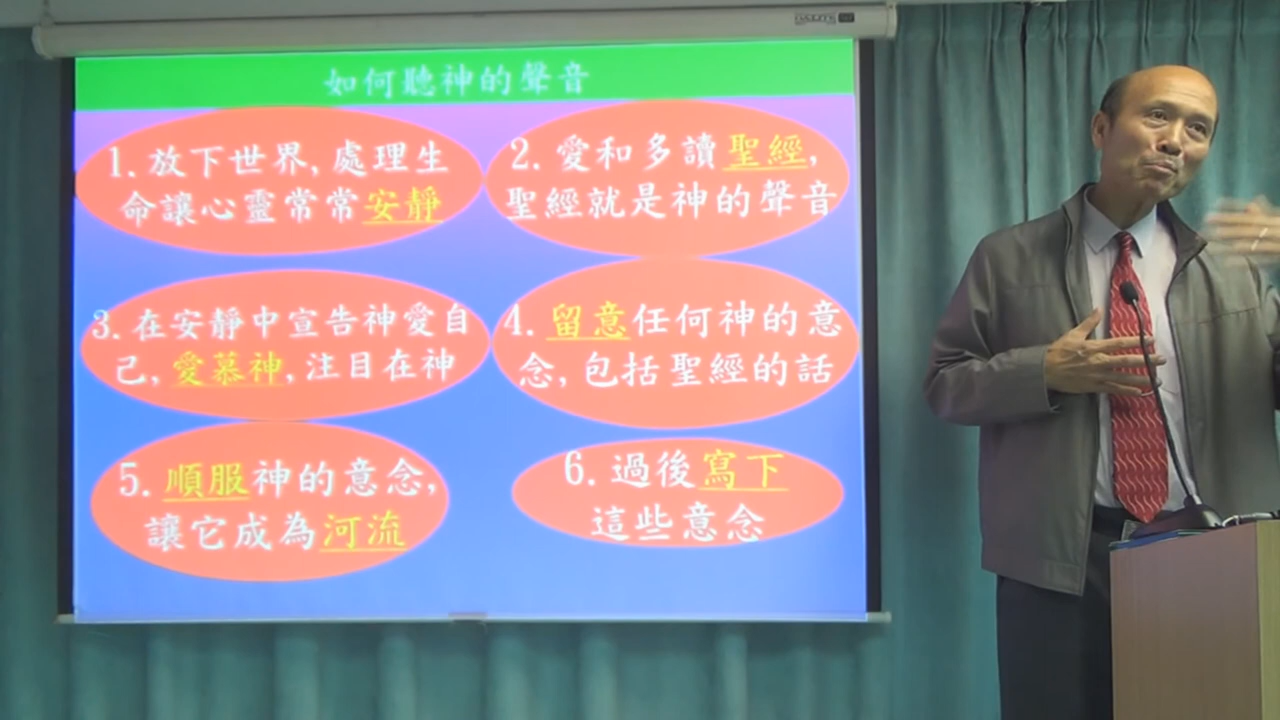 如何聽神的聲音
1. 放下世界, 處理生
命讓心靈常常安靜
2. 愛和多讀聖經,
聖經就是神的聲音
3. 在安靜中宣告神愛自
己, 愛慕神, 注目在神
4. 留意任何神的意
念, 包括聖經的話
5. 順服神的意念,
讓它成為河流
6. 過後寫下
這些意念